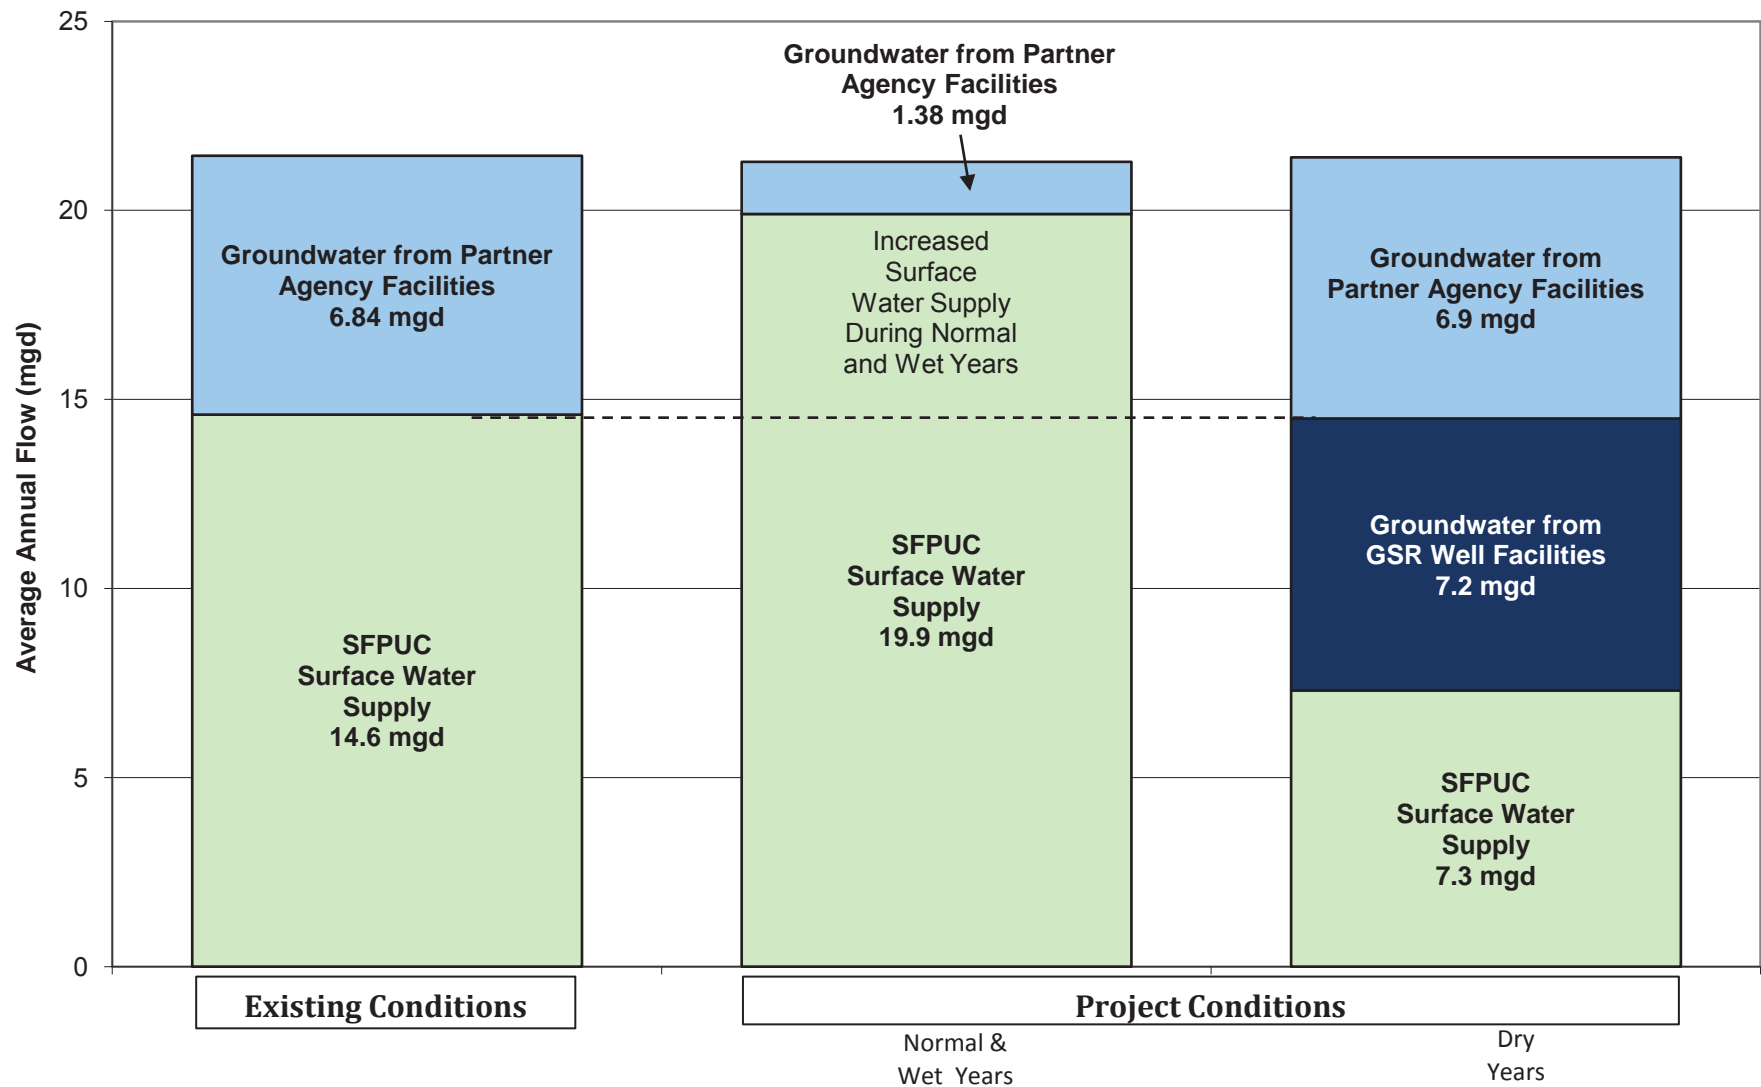 25
20
15
10
5
0
Average Annual Flow (mgd)
Groundwater from Partner
Agency Facilities
6.84 mgd
SFPUC
Surface Water
Supply
14.6 mgd
Groundwater from Partner
Agency Facilities
1.38 mgd
Increased
Surface
Water Supply
During Normal
and Wet Years
SFPUC
Surface Water
Supply
19.9 mgd
Groundwater from
Partner Agency Facilities
6.9 mgd
Groundwater from
GSR Well Facilities
7.2 mgd
SFPUC
Surface Water
Supply
7.3 mgd
Existing Conditions
Project Conditions
Normal &
Wet Years
Dry
Years